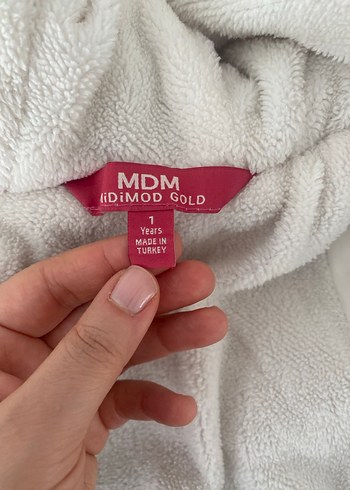 MDM
MiDiMOD GOLD
1
Years
MADE IN
TURKEY